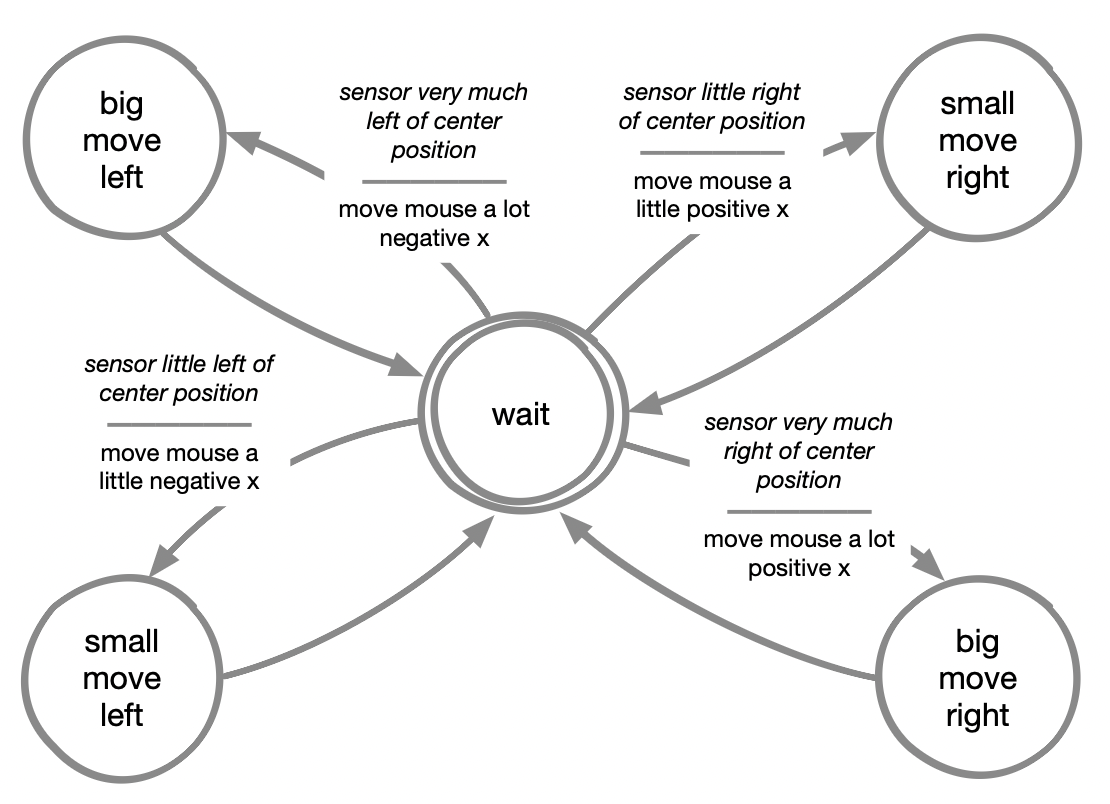 big
move
left
sensor very much
left of center
position
move mouse a lot
negative x
sensor little right
of center position
move mouse a
little positive x
small
move
right
sensor little left of
center position
move mouse a
little negative x
wait
sensor very much
right of center
position
move mouse a lot
positive x
small
move
left
big
move
right